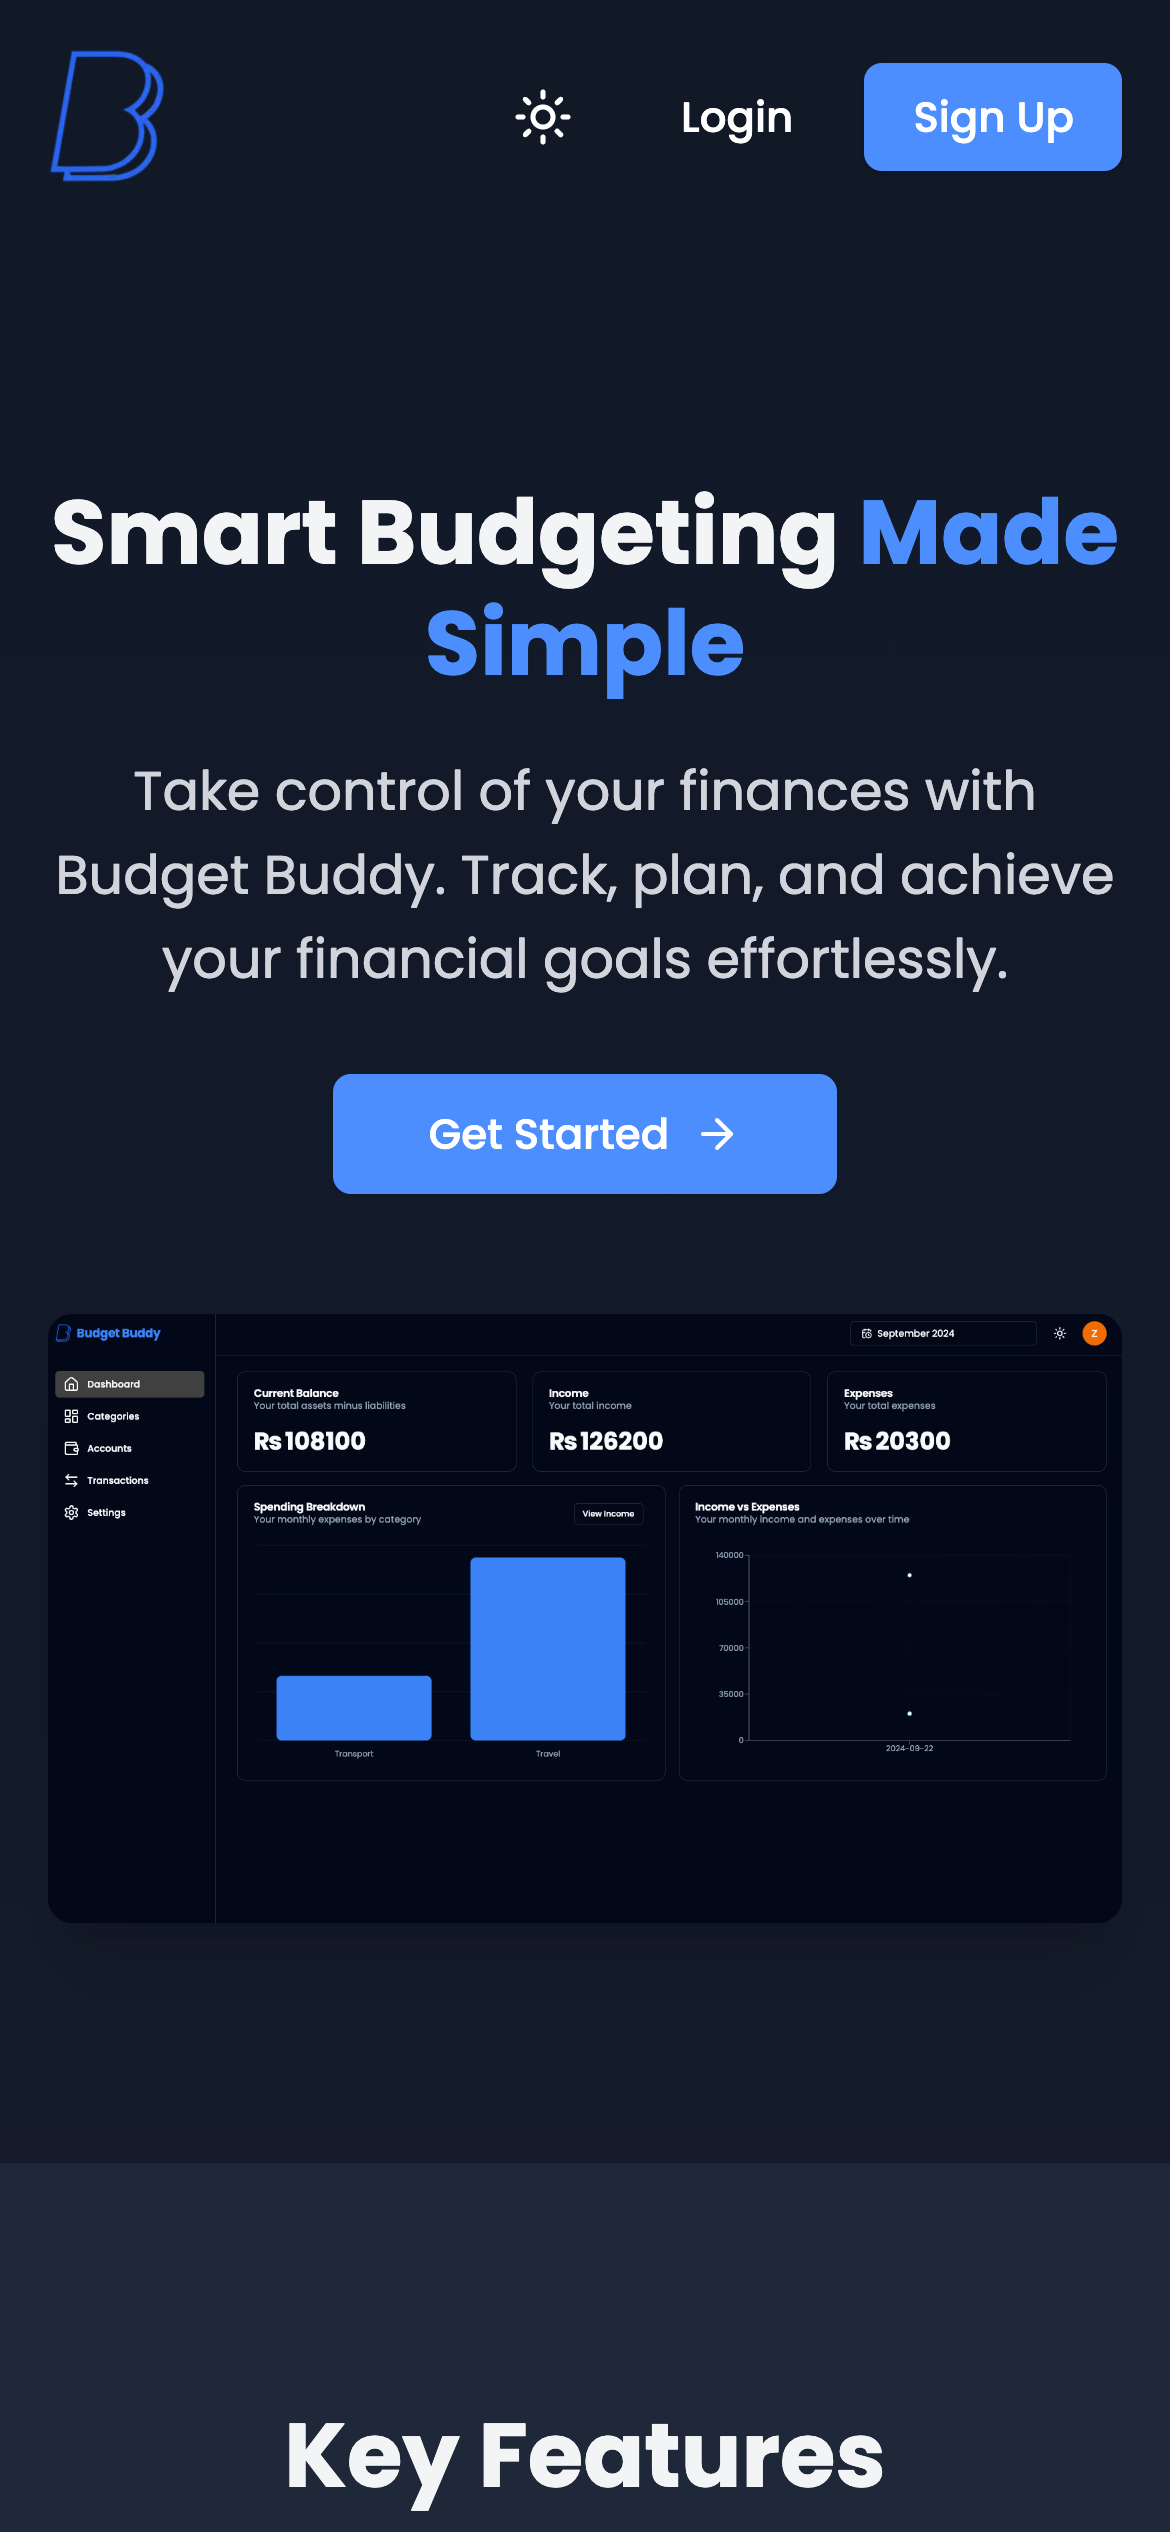 B
Login
Sign Up
Smart Budgeting Made
Simple
Take control of your finances with
Budget Buddy. Track, plan, and achieve
your financial goals effortlessly.
Get Started
B Budget Buddy
September 2024
Z
Dashboard
Categories
Accounts
Transactions
Settings
Current Balance
Your total assets minus liabilities
Rs 108100
Income
Your total income
Rs 126200
Expenses
Your total expenses
Rs 20300
Spending Breakdown
Your monthly expenses by category
View Income
Transport
Travel
Income vs Expenses
Your monthly income and expenses over time
140000
105000
70000
35000
0
2024-09-22
Key Features